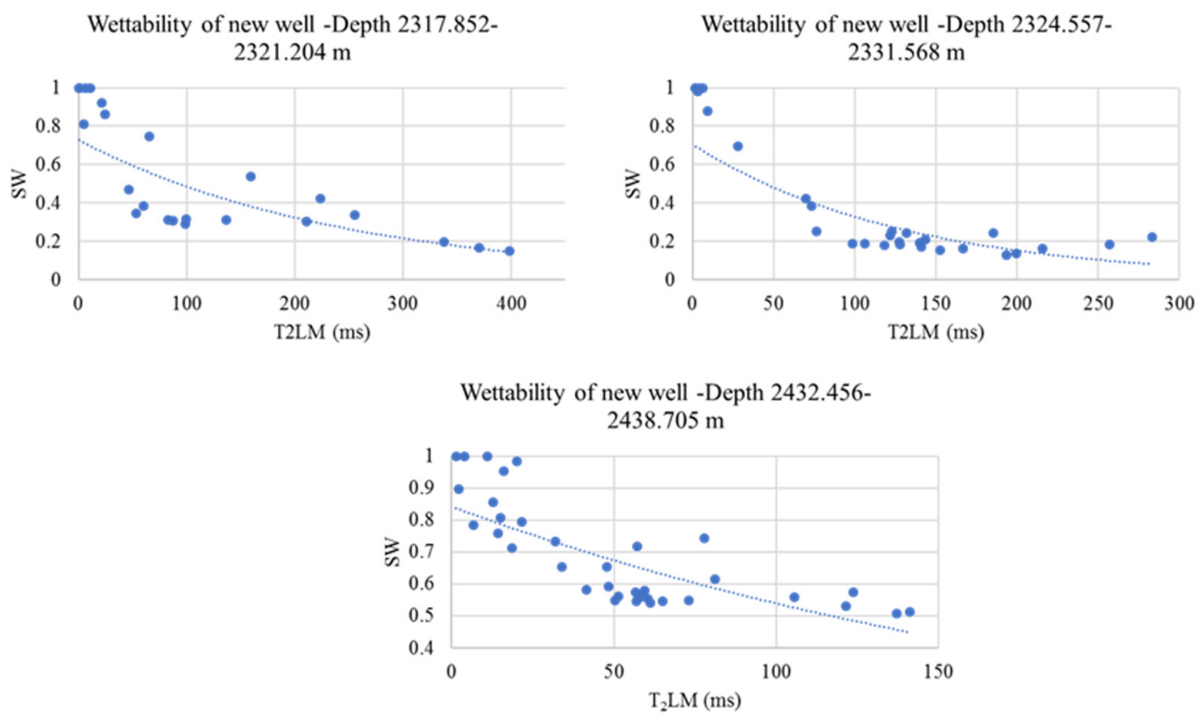 Wettability of new well -Depth 2317.852-
2321.204 m
1
0.8
0.6
0.4
0.2
0
SW
0 100 200 300 400
T2LM (ms)
Wettability of new well -Depth 2324.557-
2331.568 m
1
0.8
0.6
0.4
0.2
0
SW
0 50 100 150 200 250 300
T2LM (ms)
Wettability of new well -Depth 2432.456-
2438.705 m
1
0.9
0.8
0.7
0.6
0.5
0.4
SW
0 50 100 150
T₂LM (ms)